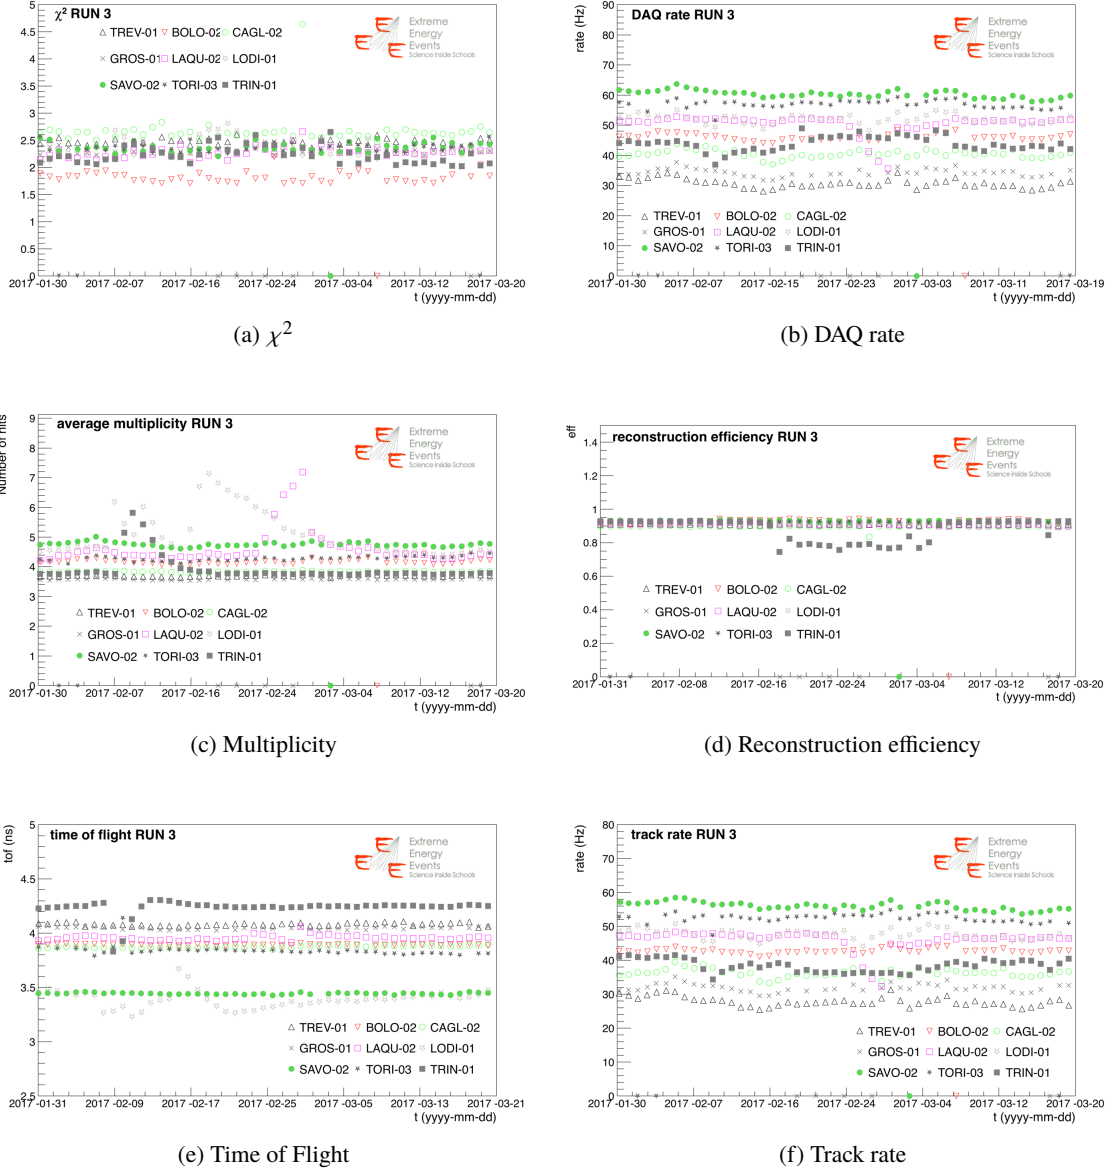 χ² RUN 3
5
4.5
4
3.5
3
2.5
2
1.5
1
0.5
0
TREV-01 BOLO-02 CAGL-02
GROS-01 LAQU-02 LODI-01
SAVO-02 TORI-03 TRIN-01
Extreme
Energy
Events
Science Inside Schools
2017 -01-30 2017 -02-07 2017 -02-16 2017 -02-24 2017 -03-04 2017 -03-12 2017 -03-20
t (yyyy-mm-dd)
(a) χ²
DAQ rate RUN 3
rate (Hz)
90
80
70
60
50
40
30
20
10
0
Extreme
Energy
Events
Science Inside Schools
TREV-01 BOLO-02 CAGL-02
GROS-01 LAQU-02 LODI-01
SAVO-02 TORI-03 TRIN-01
2017 -01-30 2017 -02-07 2017 -02-15 2017 -02-23 2017 -03-03 2017 -03-11 2017 -03-19
t (yyyy-mm-dd)
(b) DAQ rate
average multiplicity RUN 3
Number of hits
9
8
7
6
5
4
3
2
1
0
Extreme
Energy
Events
Science Inside Schools
TREV-01 BOLO-02 CAGL-02
GROS-01 LAQU-02 LODI-01
SAVO-02 TORI-03 TRIN-01
2017 -01-30 2017 -02-07 2017 -02-16 2017 -02-24 2017 -03-04 2017 -03-12 2017 -03-20
t (yyyy-mm-dd)
(c) Multiplicity
reconstruction efficiency RUN 3
eff
1.4
1.2
1
0.8
0.6
0.4
0.2
0
Extreme
Energy
Events
Science Inside Schools
TREV-01 BOLO-02 CAGL-02
GROS-01 LAQU-02 LODI-01
SAVO-02 TORI-03 TRIN-01
2017 -01-31 2017 -02-08 2017 -02-16 2017 -02-24 2017 -03-04 2017 -03-12 2017 -03-20
t (yyyy-mm-dd)
(d) Reconstruction efficiency
time of flight RUN 3
tof (ns)
5
4.5
4
3.5
3
2.5
Extreme
Energy
Events
Science Inside Schools
TREV-01 BOLO-02 CAGL-02
GROS-01 LAQU-02 LODI-01
SAVO-02 TORI-03 TRIN-01
2017 -01-31 2017 -02-09 2017 -02-17 2017 -02-25 2017 -03-05 2017 -03-13 2017 -03-21
t (yyyy-mm-dd)
(e) Time of Flight
track rate RUN 3
rate (Hz)
80
70
60
50
40
30
20
10
0
Extreme
Energy
Events
Science Inside Schools
TREV-01 BOLO-02 CAGL-02
GROS-01 LAQU-02 LODI-01
SAVO-02 TORI-03 TRIN-01
2017 -01-30 2017 -02-07 2017 -02-16 2017 -02-24 2017 -03-04 2017 -03-12 2017 -03-20
t (yyyy-mm-dd)
(f) Track rate